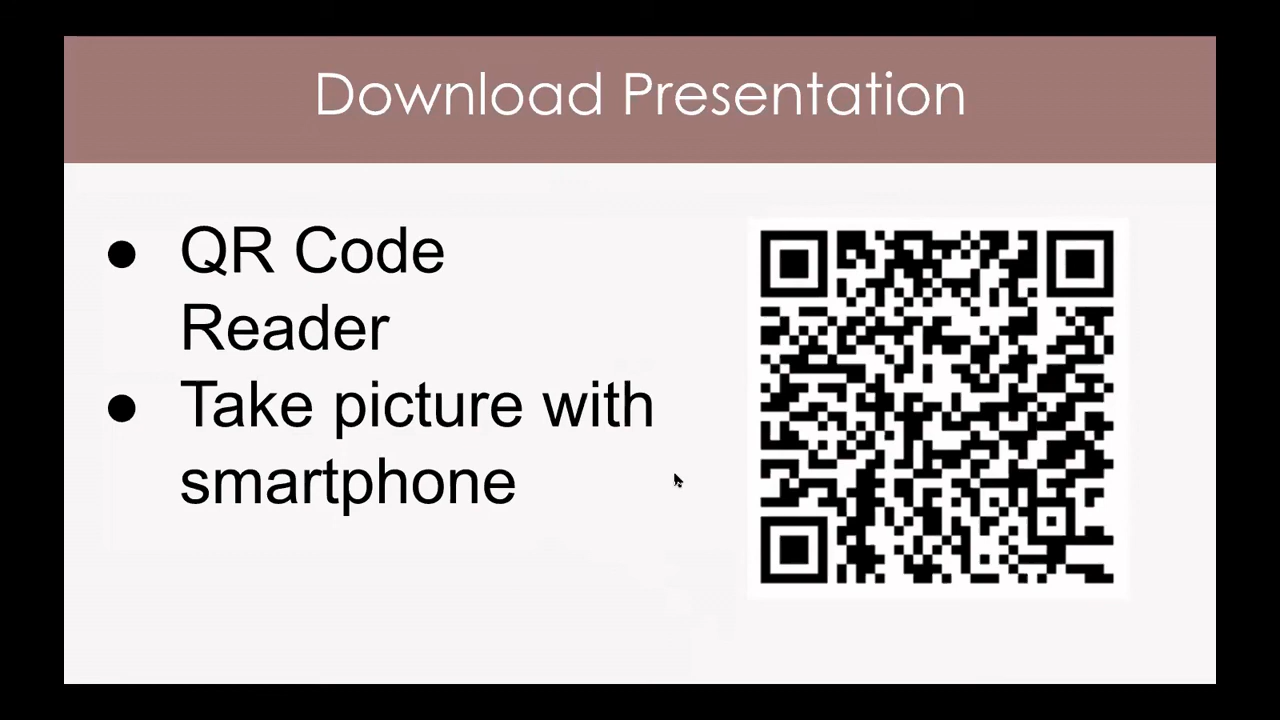 Download Presentation
● QR Code
Reader
● Take picture with
smartphone